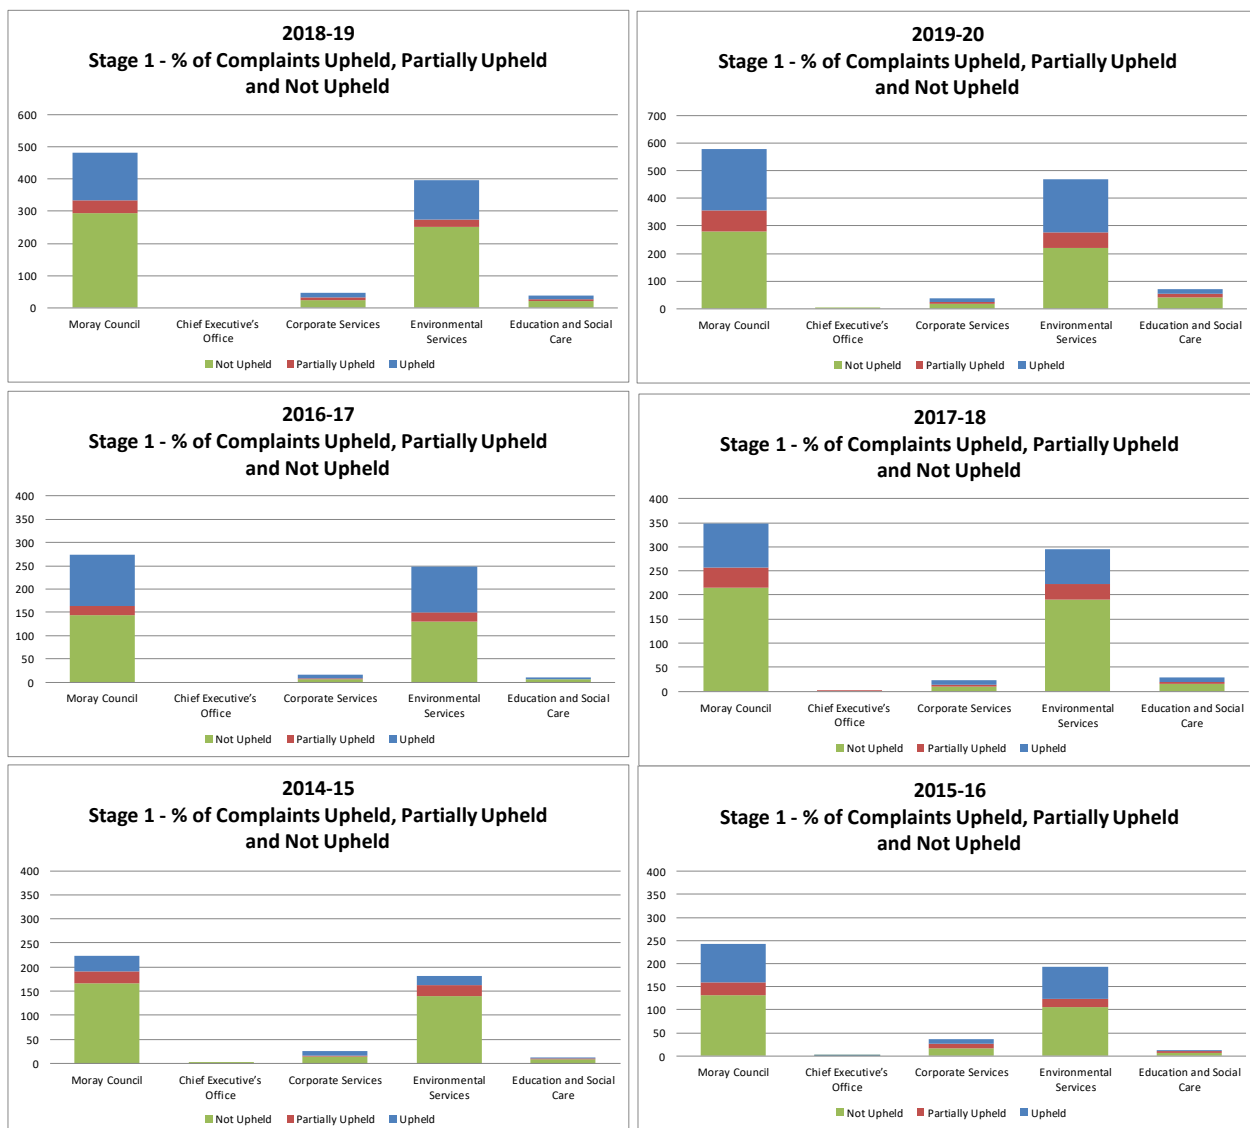 2018-19
Stage 1 - % of Complaints Upheld, Partially Upheld
and Not Upheld
600
500
400
300
200
100
0
Moray Council
Chief Executive's
Office
Corporate Services
Environmental
Services
Education and Social
Care
Not Upheld
Partially Upheld
Upheld
2019-20
Stage 1 - % of Complaints Upheld, Partially Upheld
and Not Upheld
700
600
500
400
300
200
100
0
Moray Council
Chief Executive's
Office
Corporate Services
Environmental
Services
Education and Social
Care
Not Upheld
Partially Upheld
Upheld
2016-17
Stage 1 - % of Complaints Upheld, Partially Upheld
and Not Upheld
400
350
300
250
200
150
100
50
0
Moray Council
Chief Executive's
Office
Corporate Services
Environmental
Services
Education and Social
Care
Not Upheld
Partially Upheld
Upheld
2017-18
Stage 1 - % of Complaints Upheld, Partially Upheld
and Not Upheld
400
350
300
250
200
150
100
50
0
Moray Council
Chief Executive's
Office
Corporate Services
Environmental
Services
Education and Social
Care
Not Upheld
Partially Upheld
Upheld
2014-15
Stage 1 - % of Complaints Upheld, Partially Upheld
and Not Upheld
400
350
300
250
200
150
100
50
0
Moray Council
Chief Executive's
Office
Corporate Services
Environmental
Services
Education and Social
Care
Not Upheld
Partially Upheld
Upheld
2015-16
Stage 1 - % of Complaints Upheld, Partially Upheld
and Not Upheld
400
350
300
250
200
150
100
50
0
Moray Council
Chief Executive's
Office
Corporate Services
Environmental
Services
Education and Social
Care
Not Upheld
Partially Upheld
Upheld